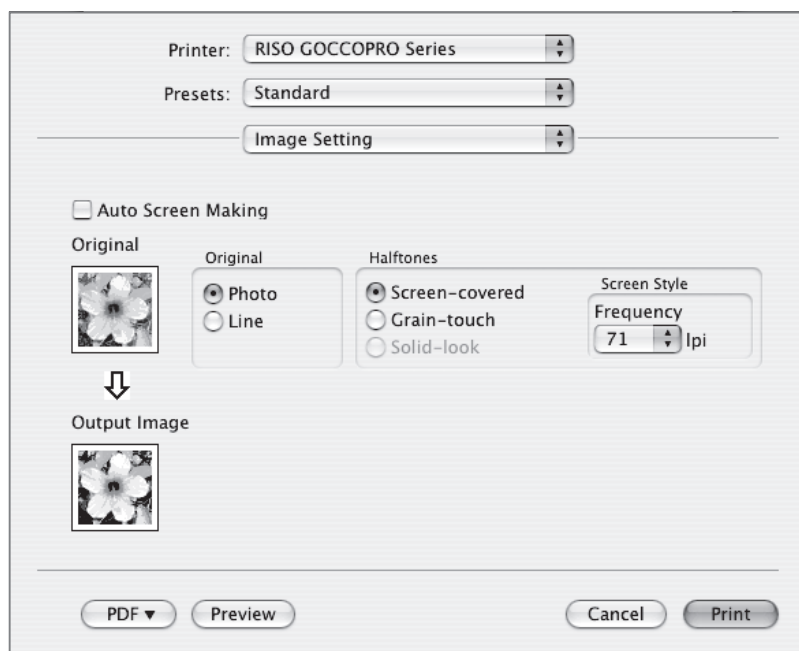 Printer: RISO GOCCOPRO Series
Presets: Standard
Image Setting
Auto Screen Making
Original
Original
Photo
Line
Halftones
Screen-covered
Grain-touch
Solid-look
Screen Style
Frequency
71 lpi
Output Image
PDF Preview Cancel Print